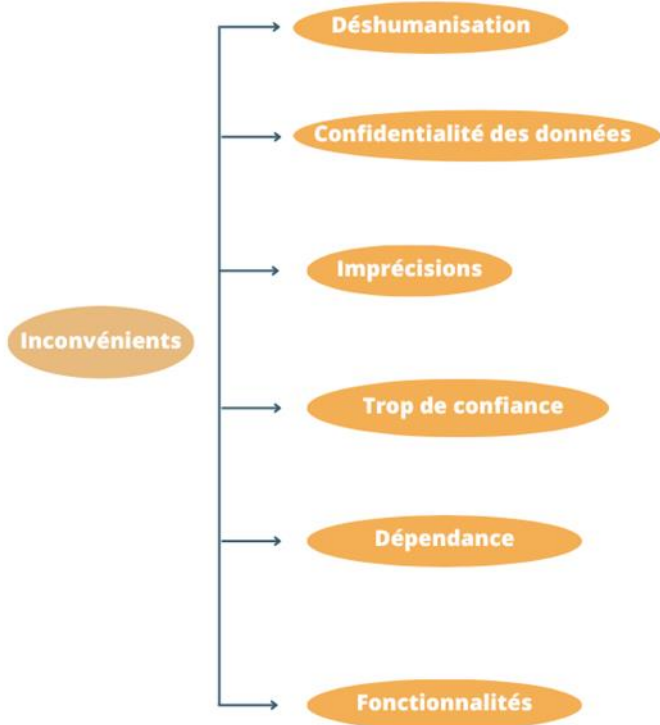 Déshumanisation
Confidentialité des données
Imprécisions
Inconvénients
Trop de confiance
Dépendance
Fonctionnalités